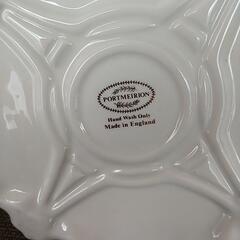 PORTMEIRION
Hand Wash Only
Made in England